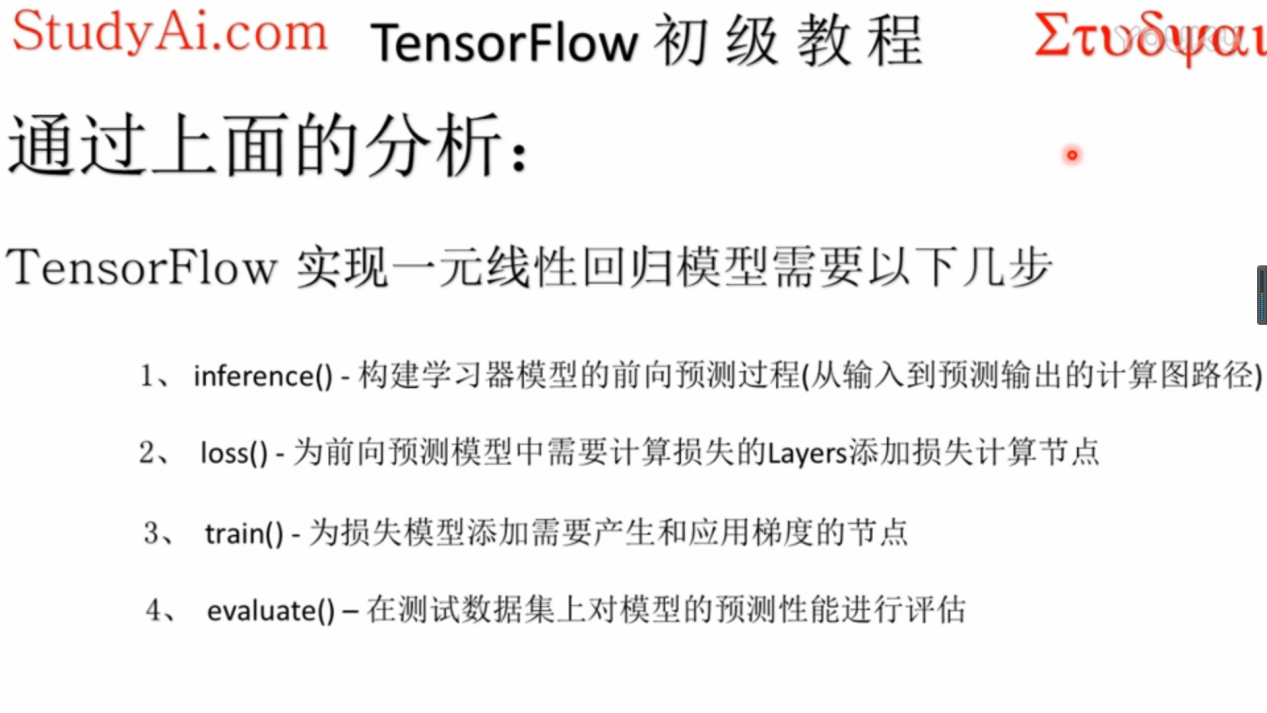 StudyAi.com
TensorFlow 初 级 教 程
Στυδψαι
通过上面的分析：
TensorFlow 实现一元线性回归模型需要以下几步
1、 inference() - 构建学习器模型的前向预测过程(从输入到预测输出的计算图路径)
2、 loss() - 为前向预测模型中需要计算损失的Layers添加损失计算节点
3、 train() - 为损失模型添加需要产生和应用梯度的节点
4、 evaluate() – 在测试数据集上对模型的预测性能进行评估